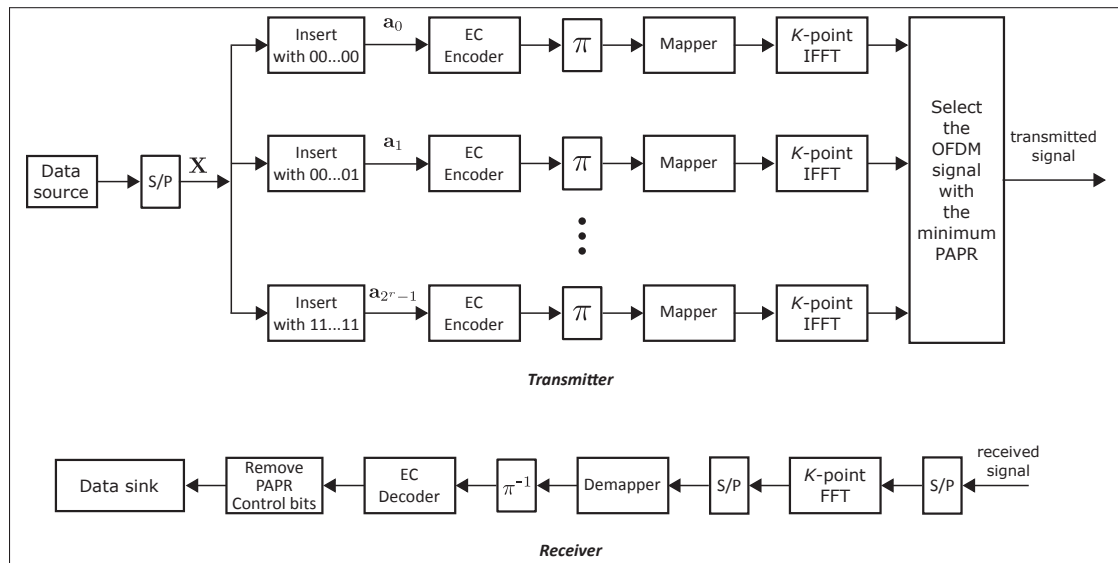 Data
source
S/P
X
Insert
with 00...00
a₀
EC
Encoder
π
Mapper
K-point
IFFT
Insert
with 00...01
a₁
EC
Encoder
π
Mapper
K-point
IFFT
Insert
with 11...11
a₂ʳ₋₁
EC
Encoder
π
Mapper
K-point
IFFT
Select
the
OFDM
signal
with
the
minimum
PAPR
transmitted
signal
Transmitter
Data sink
Remove
PAPR
Control bits
EC
Decoder
π⁻¹
Demapper
S/P
K-point
FFT
S/P
received
signal
Receiver